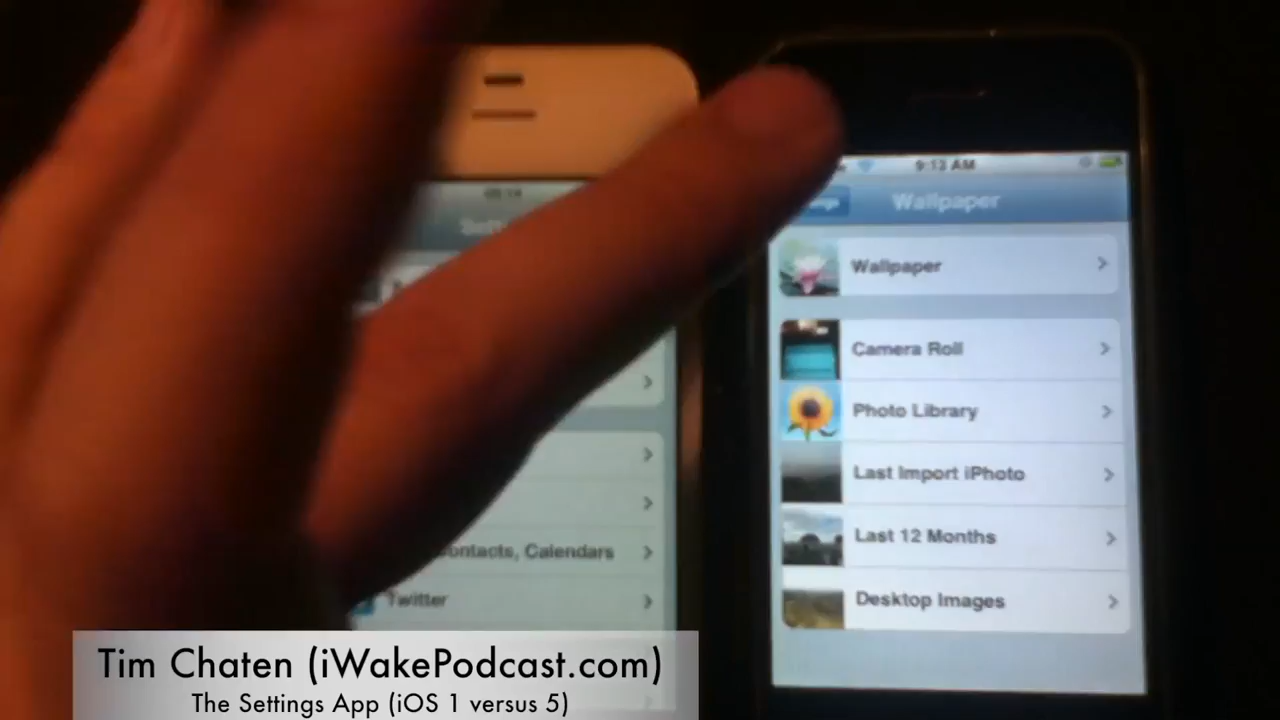 9:13 AM
Wallpaper
Wallpaper
Camera Roll
Photo Library
Last Import iPhoto
Last 12 Months
Desktop Images
Contacts, Calendars
Twitter
Tim Chaten (iWakePodcast.com)
The Settings App (iOS 1 versus 5)